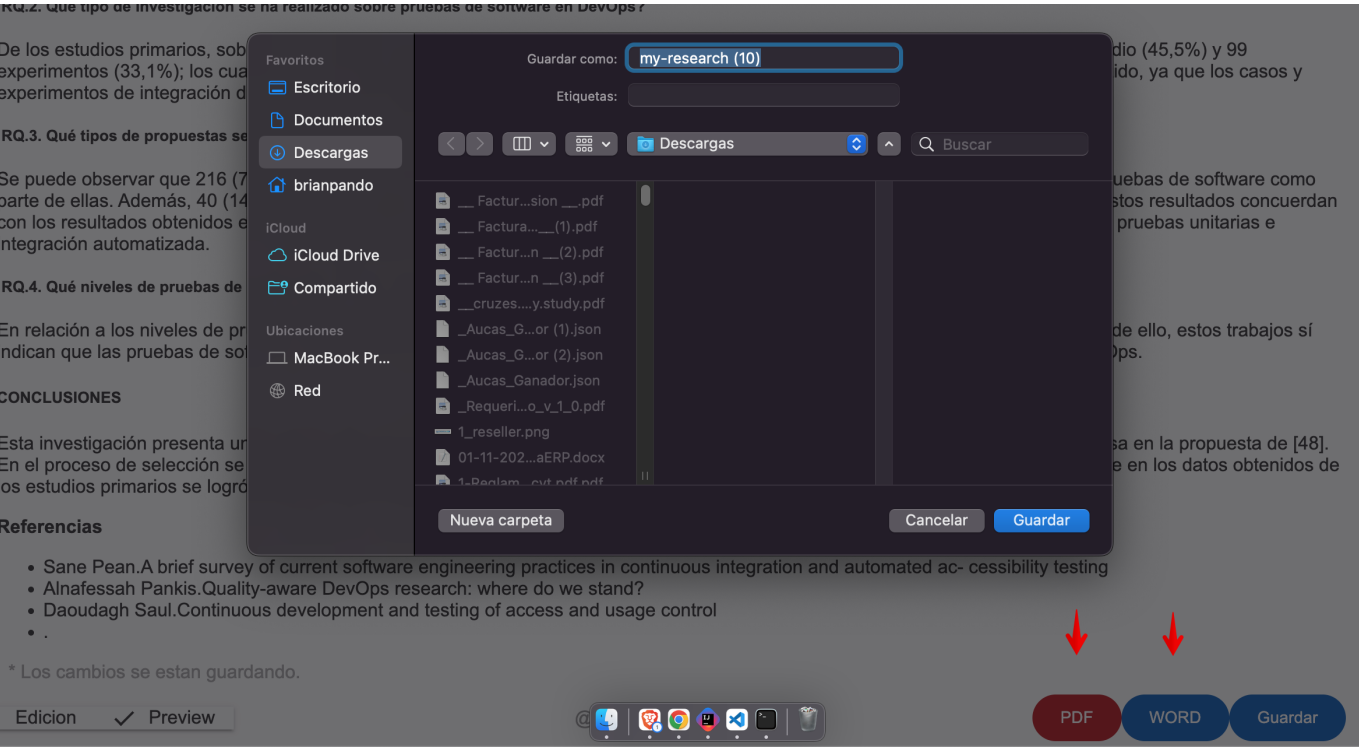 RQ.2. Qué tipo de investigación se ha realizado sobre pruebas de software en DevOps?
De los estudios primarios, sob
dio (45,5%) y 99
experimentos (33,1%); los cua
ido, ya que los casos y
experimentos de integración d
RQ.3. Qué tipos de propuestas se
Se puede observar que 216 (7
uebas de software como
parte de ellas. Además, 40 (14
stos resultados concuerdan
con los resultados obtenidos e
pruebas unitarias e
integración automatizada.
RQ.4. Qué niveles de pruebas de
En relación a los niveles de pr
de ello, estos trabajos sí
indican que las pruebas de sof
Ops.
CONCLUSIONES
Esta investigación presenta un
sa en la propuesta de [48].
En el proceso de selección se
e en los datos obtenidos de
los estudios primarios se logró
Favoritos
Escritorio
Documentos
Descargas
brianpando
iCloud
iCloud Drive
Compartido
Ubicaciones
MacBook Pr...
Red
Guardar como: my-research (10)
Etiquetas:
Descargas
Buscar
__ Factur...sion __.pdf
__ Factura...__(1).pdf
__ Factur...n __(2).pdf
__ Factur...n __(3).pdf
__cruzes....y.study.pdf
_Aucas_G...or (1).json
_Aucas_G...or (2).json
_Aucas_Ganador.json
_Requeri...o_v_1_0.pdf
1_reseller.png
01-11-202...aERP.docx
1-Reglam...cyt.pdf.pdf
Nueva carpeta
Cancelar
Guardar
Referencias
• Sane Pean.A brief survey of current software engineering practices in continuous integration and automated ac- cessibility testing
• Alnafessah Pankis.Quality-aware DevOps research: where do we stand?
• Daoudagh Saul.Continuous development and testing of access and usage control
• .
* Los cambios se estan guardando.
Edicion
Preview
@
PDF
WORD
Guardar